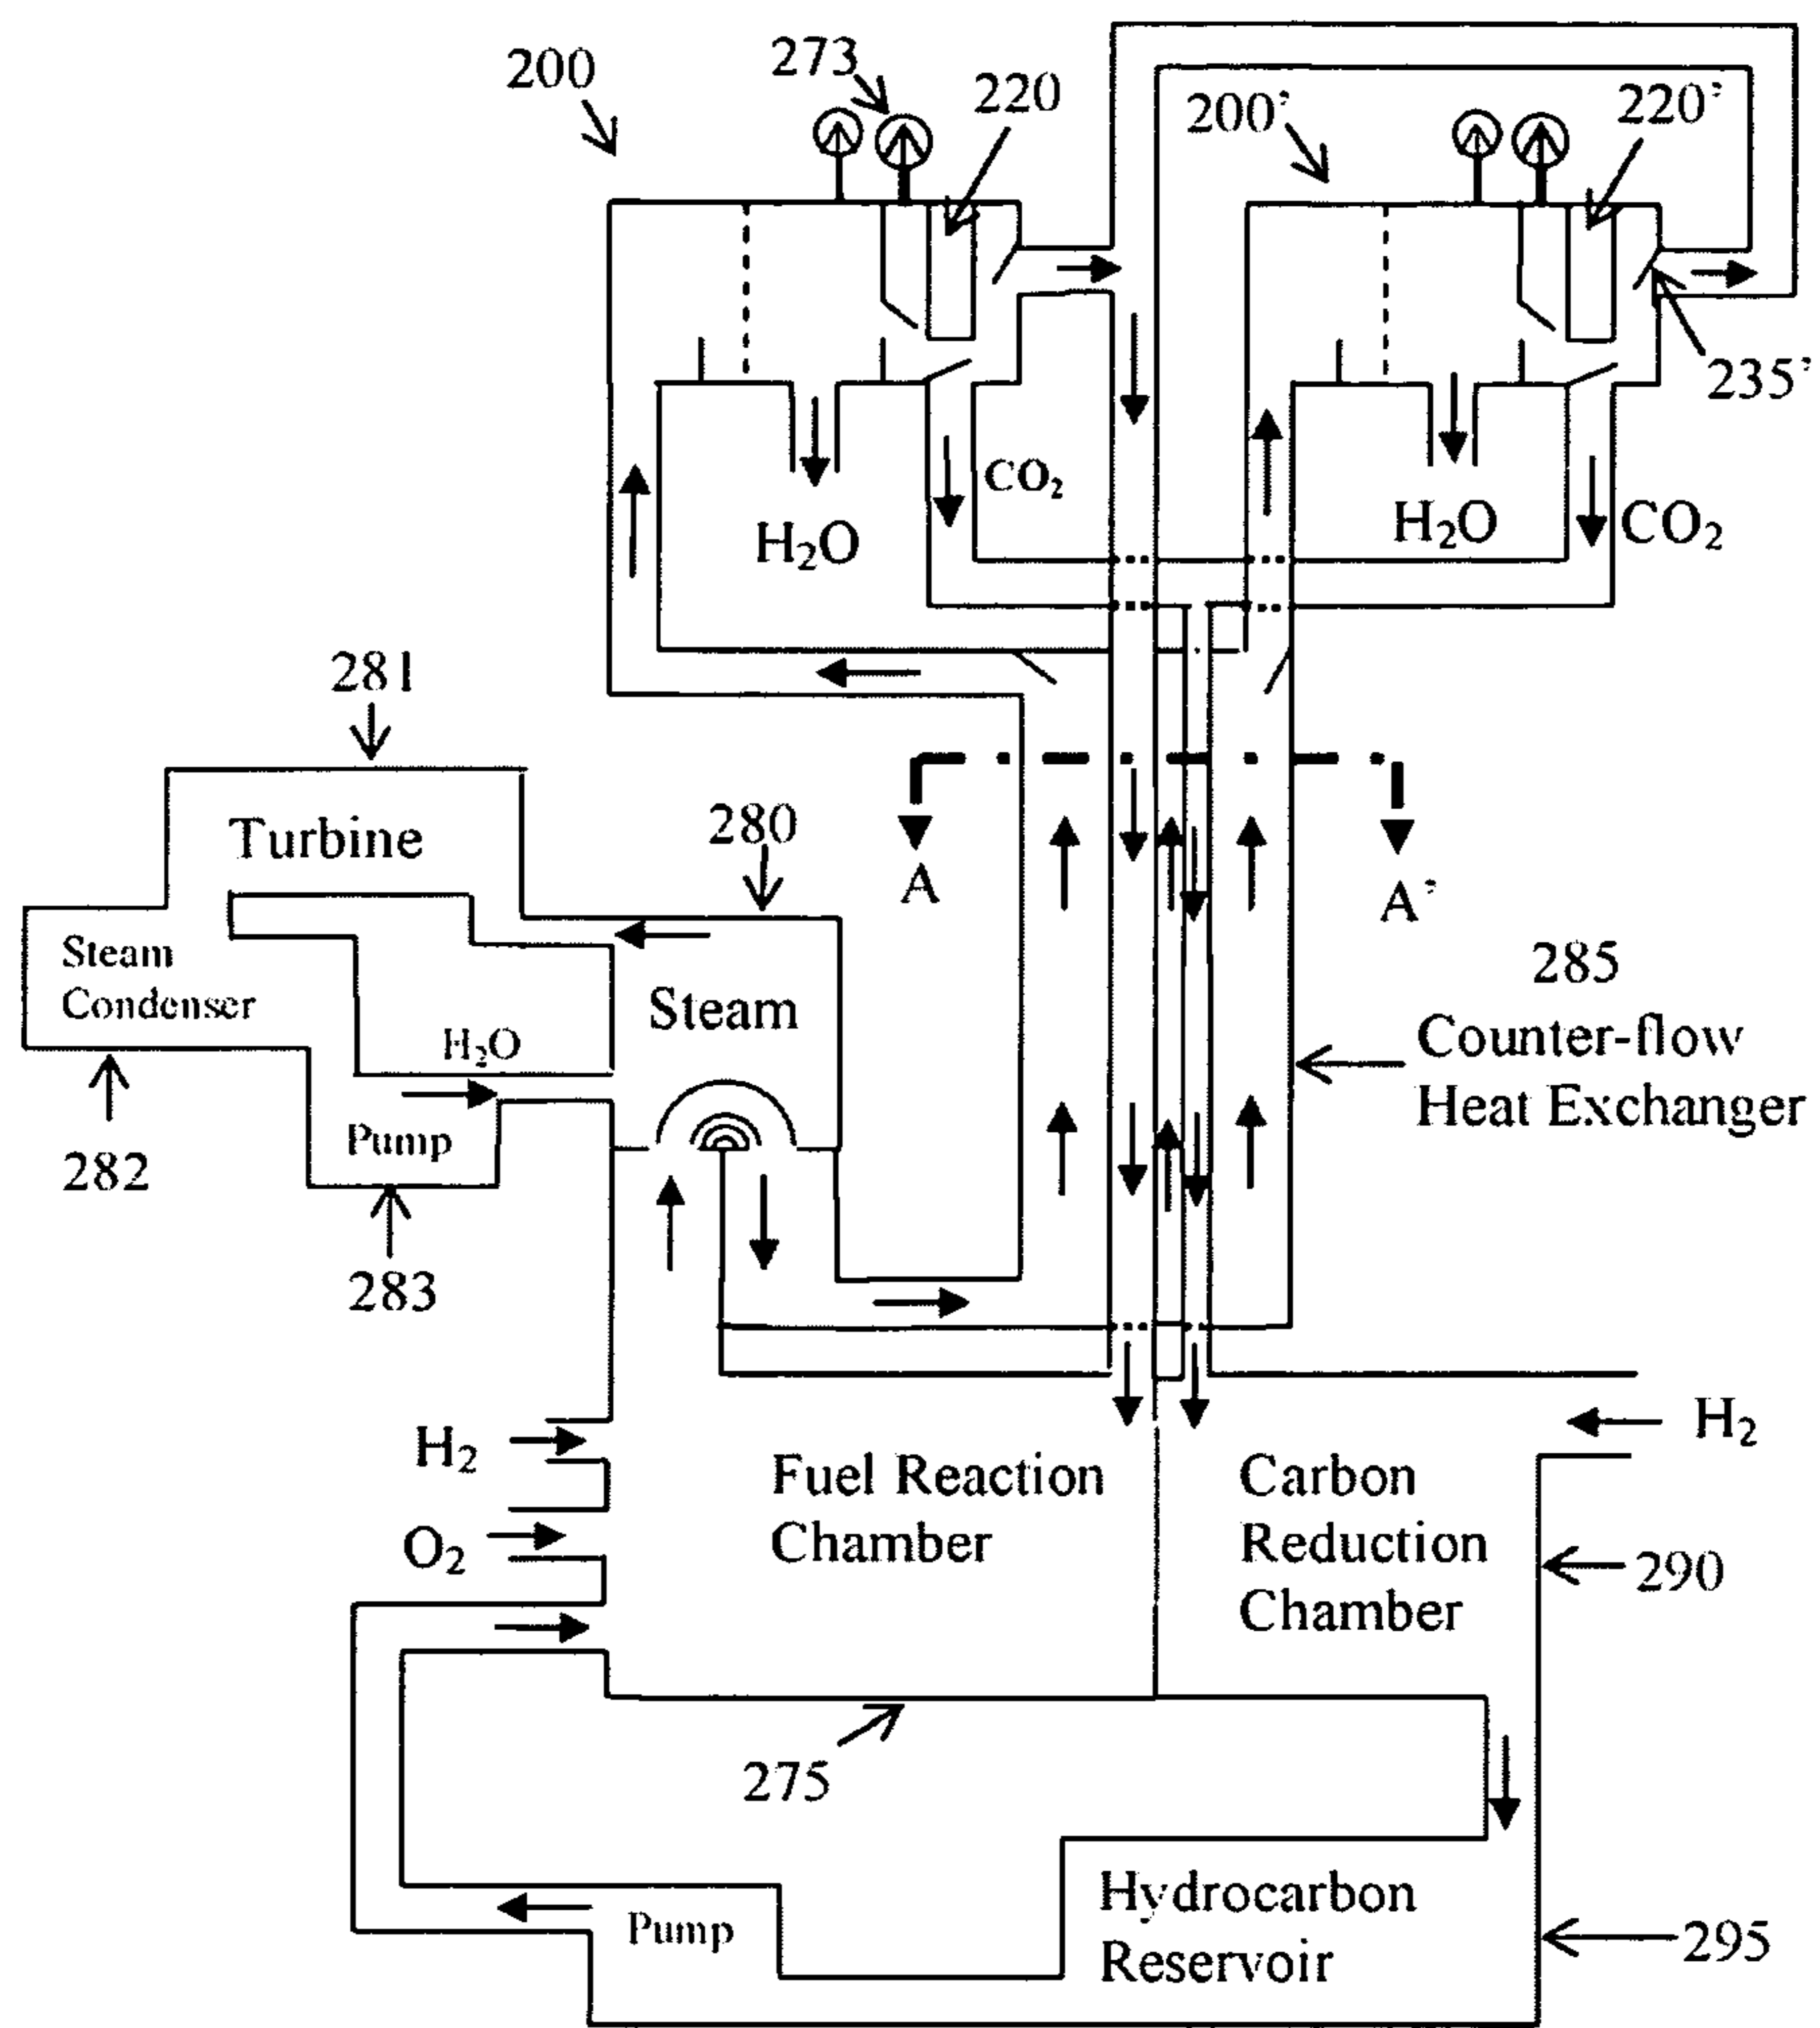 200
273
220
200'
220'
235'
CO₂
H₂O
H₂O
CO₂
281
Turbine
280
A
A'
Steam
Condenser
Steam
285
H₂O
Counter-flow
Heat Exchanger
Pump
282
283
H₂
H₂
Fuel Reaction
Chamber
Carbon
Reduction
Chamber
O₂
290
275
Hydrocarbon
Reservoir
Pump
295